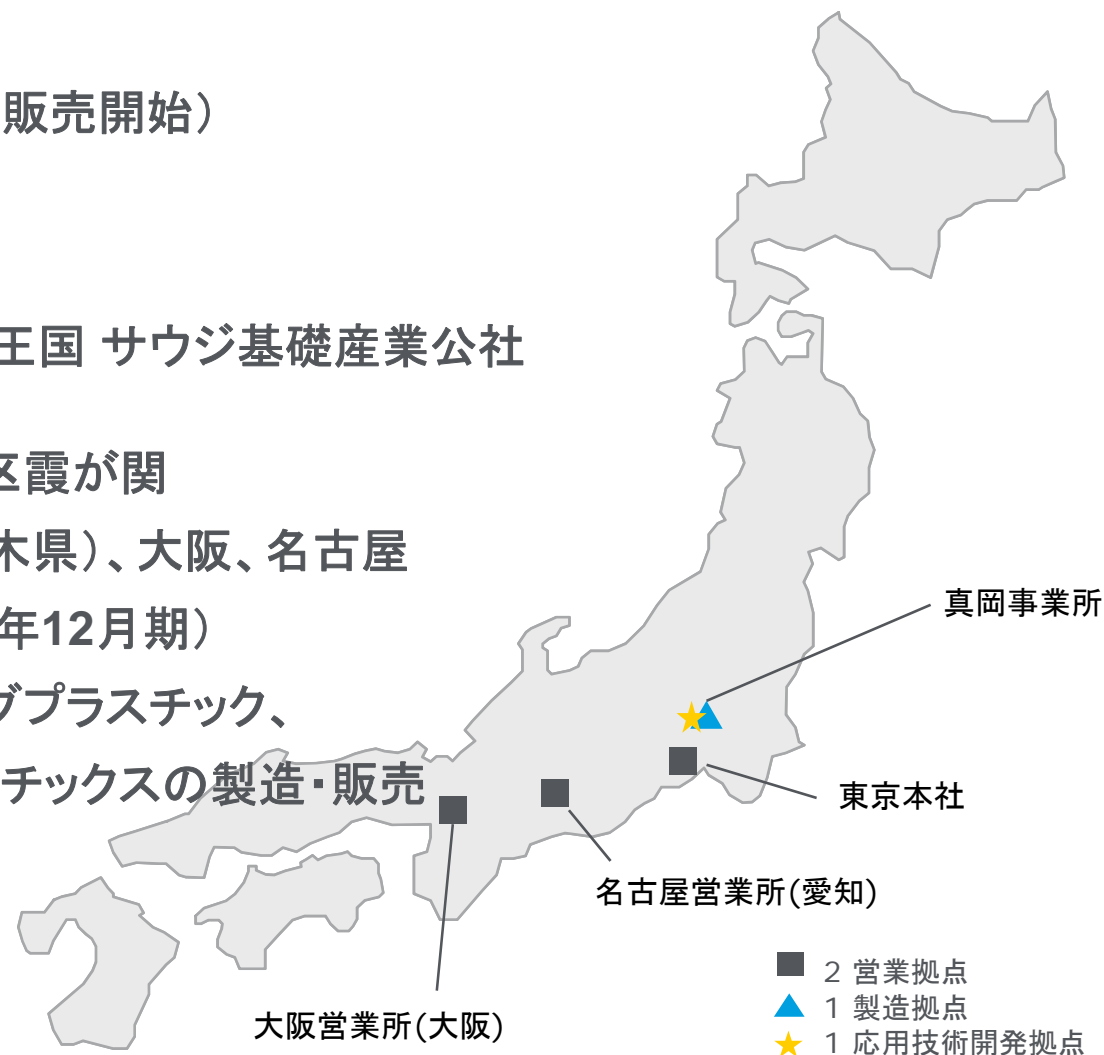 販売開始）
王国 サウジ基礎産業公社
区霞が関
木県）、大阪、名古屋
年12月期）
グプラスチック、
チックスの製造・販売
真岡事業所
東京本社
名古屋営業所(愛知)
大阪営業所(大阪)
2 営業拠点
1 製造拠点
1 応用技術開発拠点